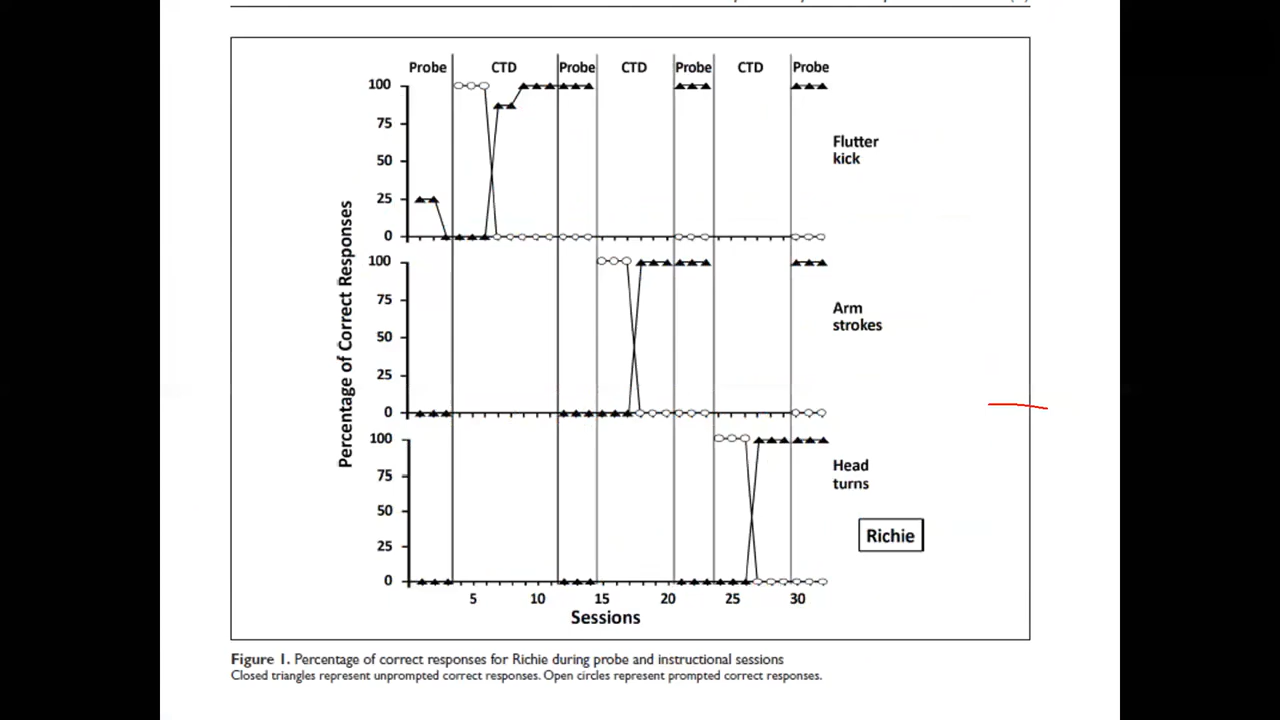 Probe CTD Probe CTD Probe CTD Probe
100
75
50
25
0
Flutter
kick
100
75
50
25
0
Arm
strokes
100
75
50
25
0
Head
turns
Richie
Percentage of Correct Responses
5 10 15 20 25 30
Sessions
Figure 1. Percentage of correct responses for Richie during probe and instructional sessions
Closed triangles represent unprompted correct responses. Open circles represent prompted correct responses.